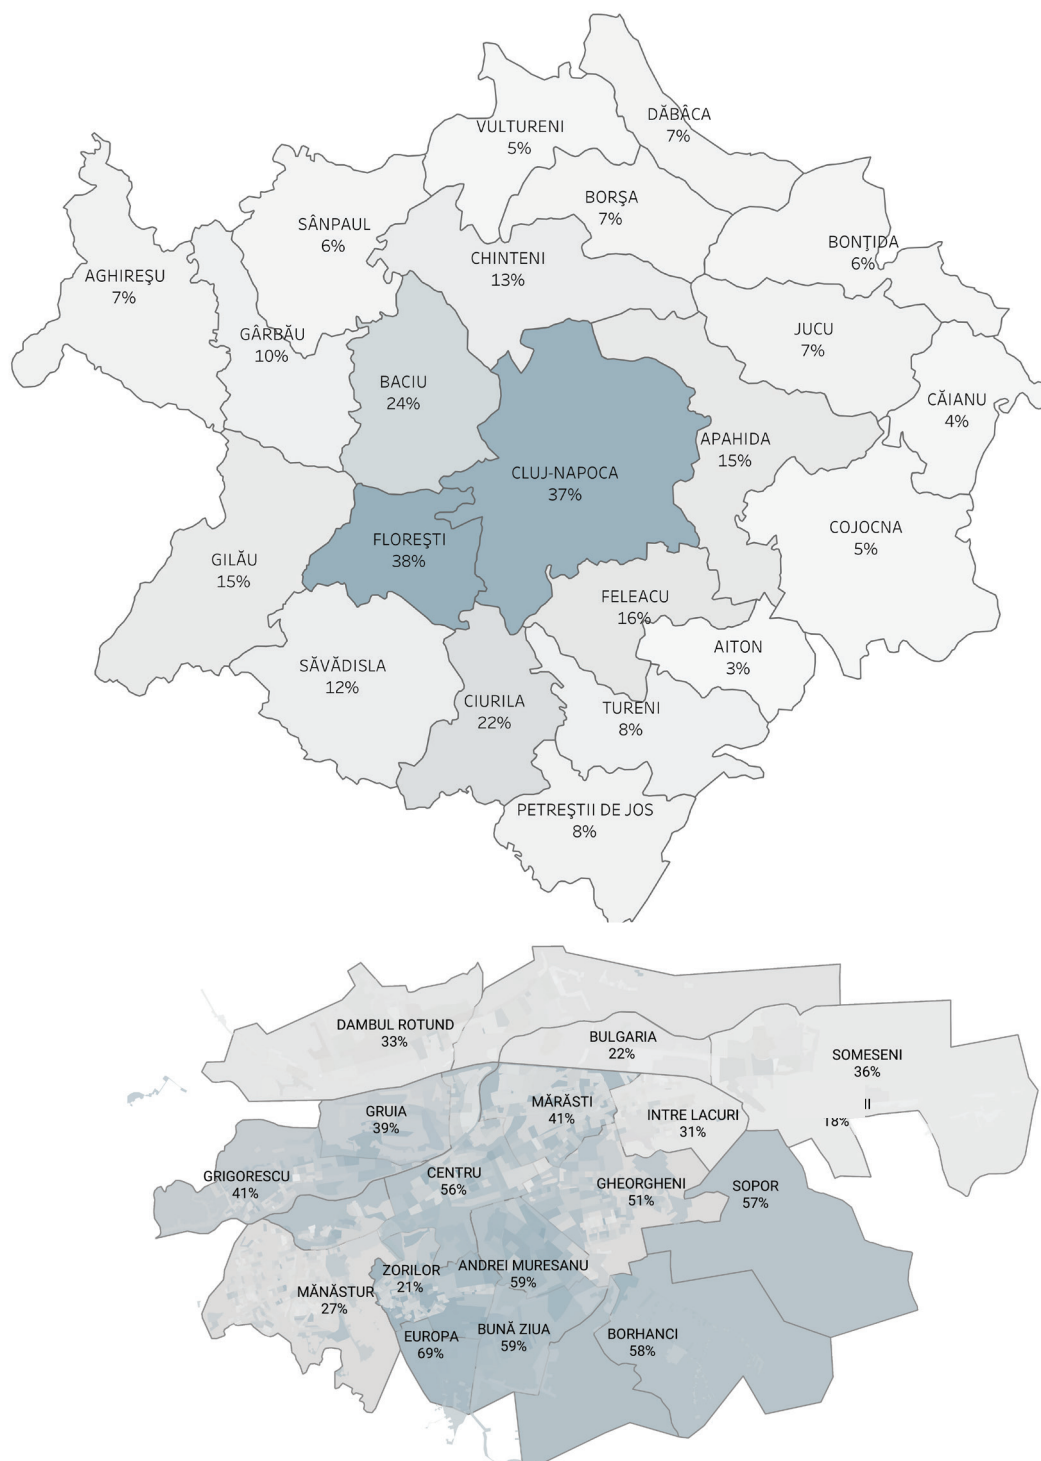 DĂBÂCA
7%
VULTURENI
5%
BORŞA
7%
SÂNPAUL
6%
BONŢIDA
6%
CHINTENI
13%
AGHIREŞU
7%
JUCU
7%
GÂRBĂU
10%
BACIU
24%
CĂIANU
4%
APAHIDA
15%
CLUJ-NAPOCA
37%
COJOCNA
5%
FLOREŞTI
38%
GILĂU
15%
FELEACU
16%
AITON
3%
SĂVĂDISLA
12%
CIURILA
22%
TURENI
8%
PETREŞTII DE JOS
8%
DAMBUL ROTUND
33%
BULGARIA
22%
SOMESENI
36%
II
18%
MĂRĂSTI
41%
GRUIA
39%
INTRE LACURI
31%
GRIGORESCU
41%
CENTRU
56%
GHEORGHENI
51%
SOPOR
57%
ZORILOR
21%
ANDREI MURESANU
59%
MĂNĂSTUR
27%
EUROPA
69%
BUNĂ ZIUA
59%
BORHANCI
58%